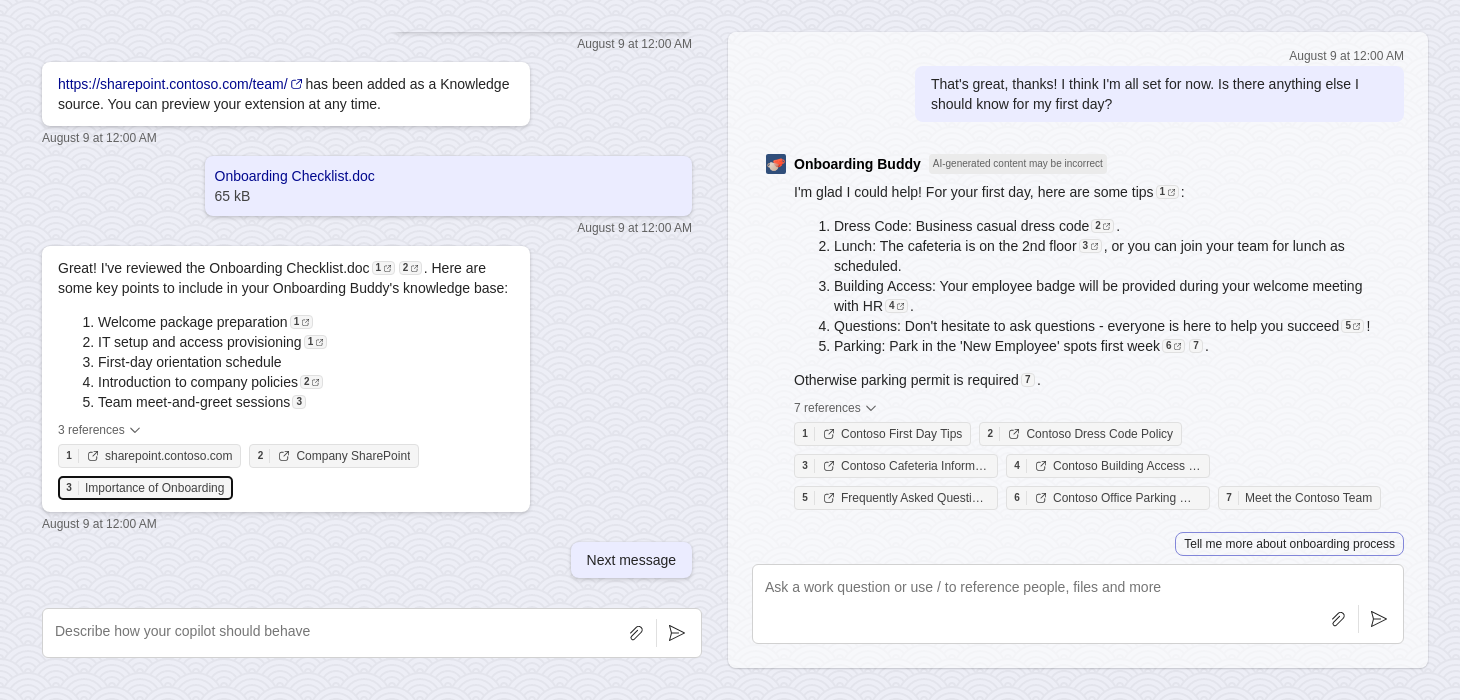 August 9 at 12:00 AM
https://sharepoint.contoso.com/team/ has been added as a Knowledge
source. You can preview your extension at any time.
August 9 at 12:00 AM
Onboarding Checklist.doc
65 kB
August 9 at 12:00 AM
Great! I've reviewed the Onboarding Checklist.doc 1 2 . Here are
some key points to include in your Onboarding Buddy's knowledge base:
1. Welcome package preparation 1
2. IT setup and access provisioning 1
3. First-day orientation schedule
4. Introduction to company policies 2
5. Team meet-and-greet sessions 3
3 references
1 sharepoint.contoso.com 2 Company SharePoint
3 Importance of Onboarding
August 9 at 12:00 AM
Next message
Describe how your copilot should behave
August 9 at 12:00 AM
That's great, thanks! I think I'm all set for now. Is there anything else I
should know for my first day?
Onboarding Buddy AI-generated content may be incorrect
I'm glad I could help! For your first day, here are some tips 1 :
1. Dress Code: Business casual dress code 2 .
2. Lunch: The cafeteria is on the 2nd floor 3 , or you can join your team for lunch as
scheduled.
3. Building Access: Your employee badge will be provided during your welcome meeting
with HR 4 .
4. Questions: Don't hesitate to ask questions - everyone is here to help you succeed 5 !
5. Parking: Park in the 'New Employee' spots first week 6 7 .
Otherwise parking permit is required 7 .
7 references
1 Contoso First Day Tips 2 Contoso Dress Code Policy
3 Contoso Cafeteria Inform… 4 Contoso Building Access …
5 Frequently Asked Questi… 6 Contoso Office Parking … 7 Meet the Contoso Team
Tell me more about onboarding process
Ask a work question or use / to reference people, files and more